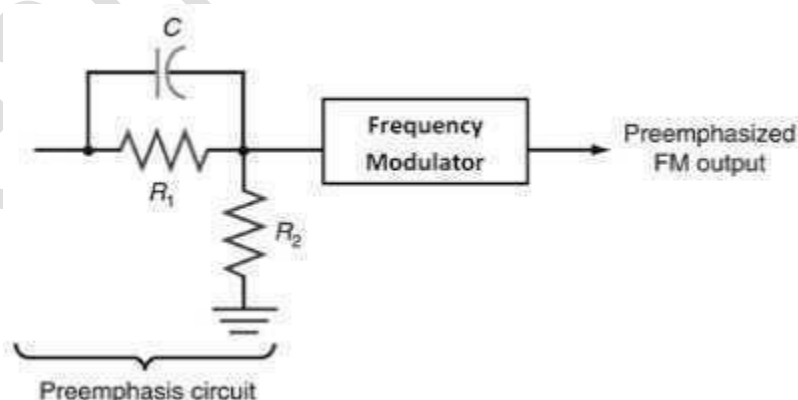 C
R₁
R₂
Frequency
Modulator
Preemphasized
FM output
Preemphasis circuit